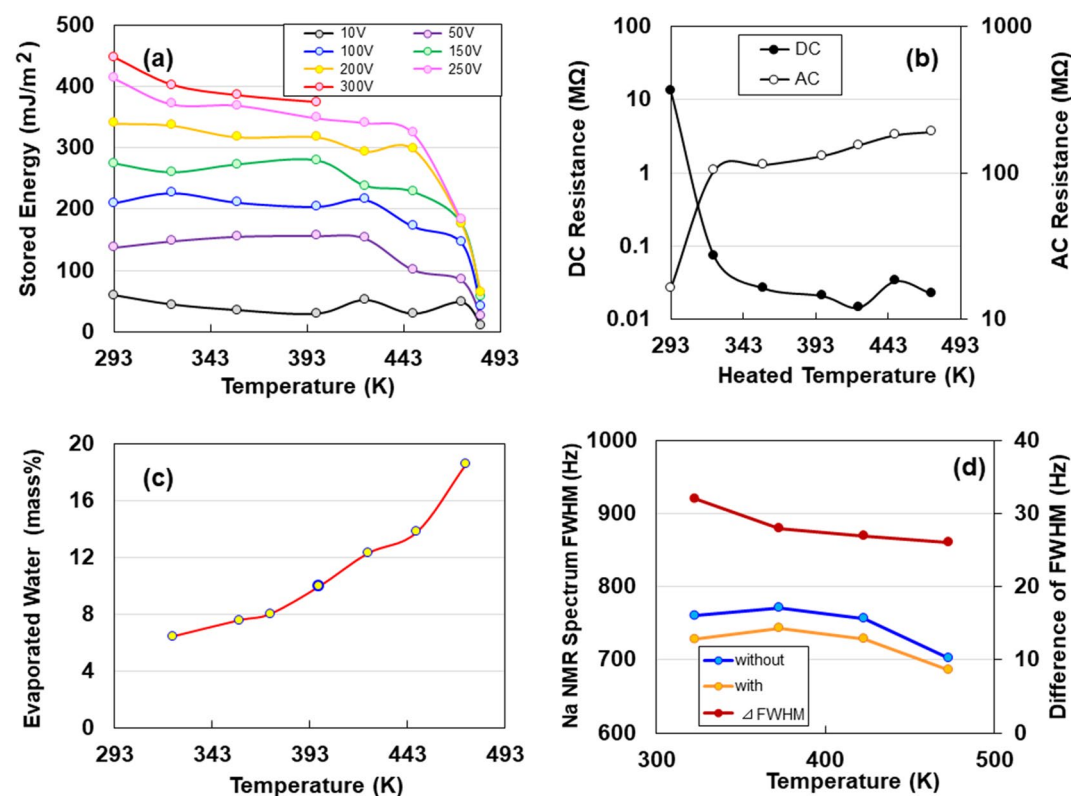 (a)
10V
50V
100V
150V
200V
250V
300V
500
400
300
200
100
0
Stored Energy (mJ/m²)
293
343
393
443
493
Temperature (K)
(b)
DC
AC
100
10
1
0.1
0.01
DC Resistance (MΩ)
1000
100
10
AC Resistance (MΩ)
293
343
393
443
493
Heated Temperature (K)
(c)
20
16
12
8
4
0
Evaporated Water (mass%)
293
343
393
443
493
Temperature (K)
(d)
without
with
⊿FWHM
1000
900
800
700
600
Na NMR Spectrum FWHM (Hz)
40
30
20
10
0
Difference of FWHM (Hz)
300
400
500
Temperature (K)